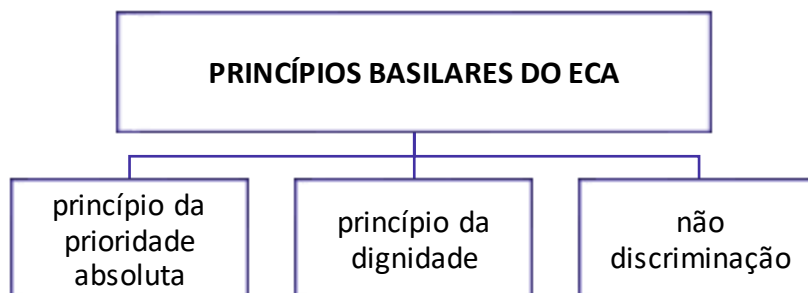 PRINCÍPIOS BASILARES DO ECA
princípio da
prioridade
absoluta
princípio da
dignidade
não
discriminação